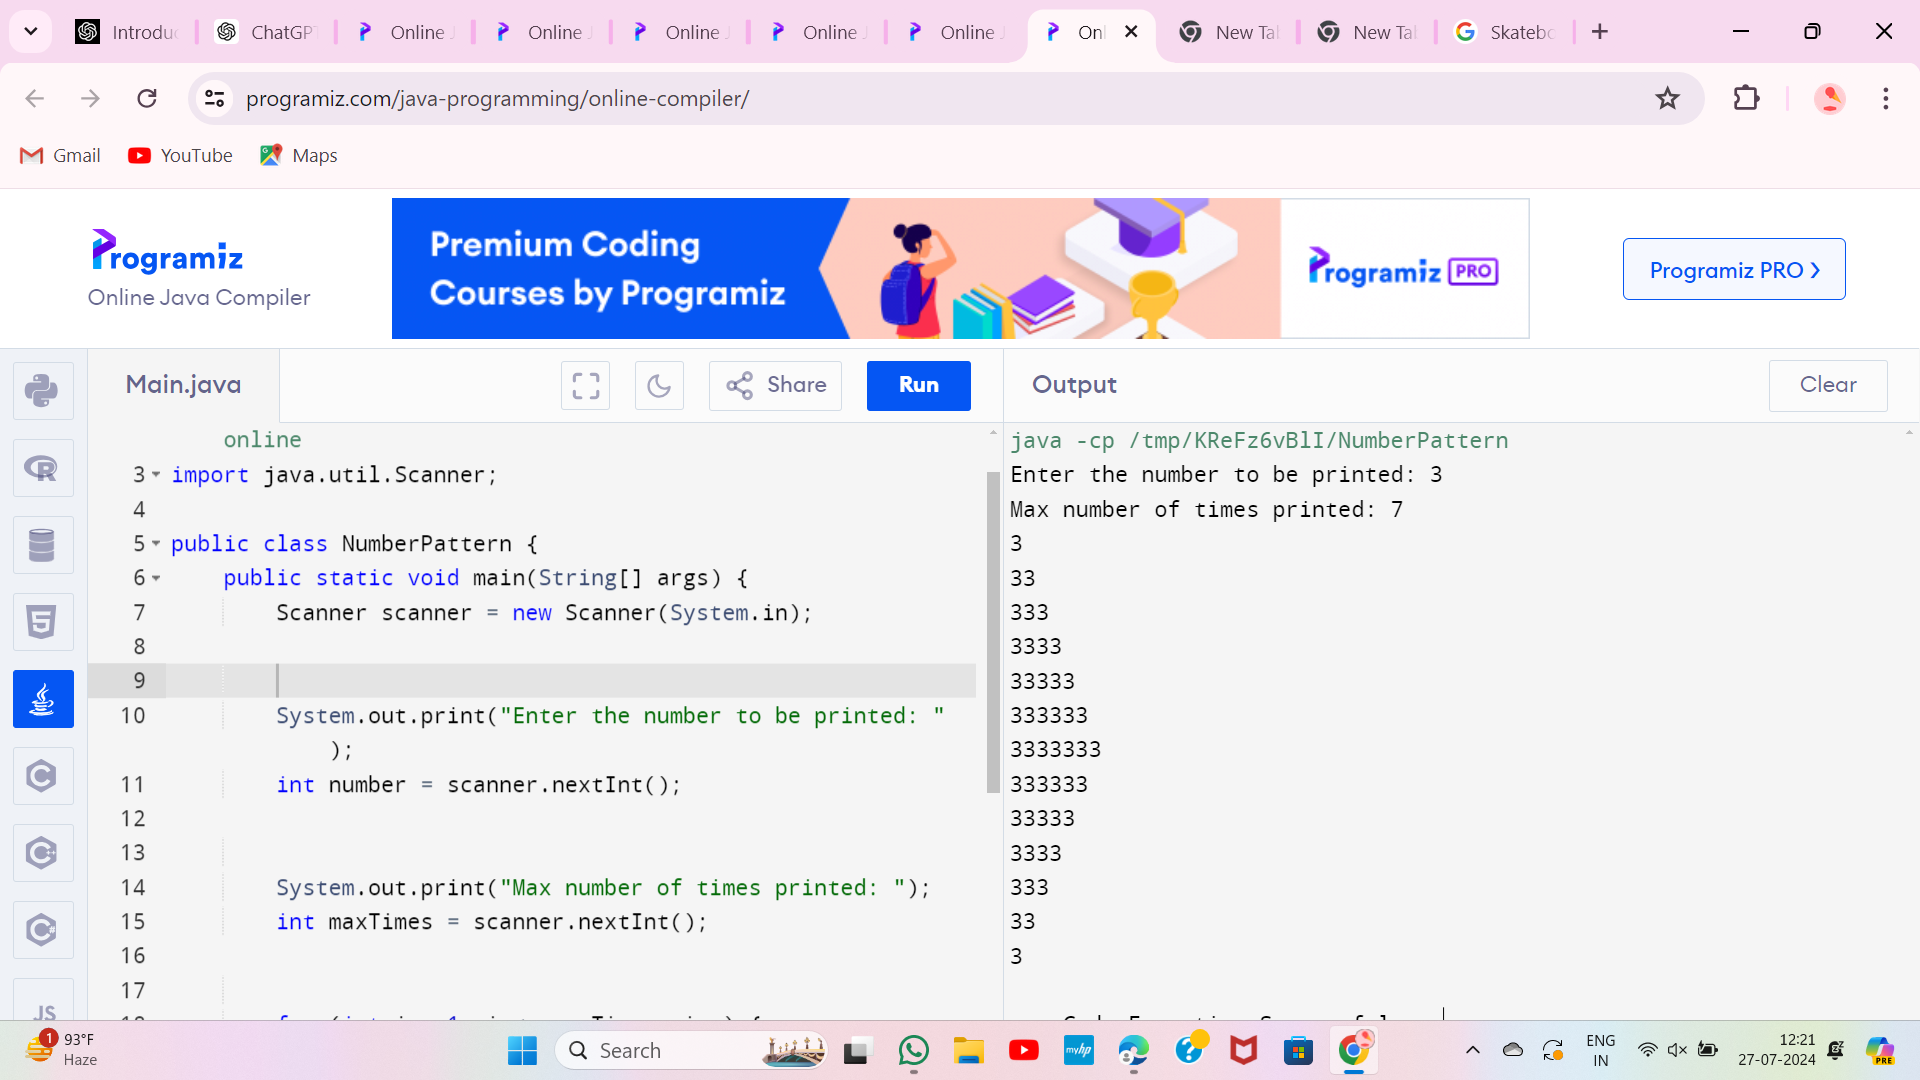 Introdu
ChatGP
Online J
Online J
Online J
Online J
Online J
Onl
New Tab
New Tab
Skatebo
programiz.com/java-programming/online-compiler/
Gmail
YouTube
Maps
Programiz
Online Java Compiler
Premium Coding
Courses by Programiz
Programiz PRO
Programiz PRO >
Main.java
Share
Run
Output
Clear
online
3 import java.util.Scanner;
4
5 public class NumberPattern {
6 public static void main(String[] args) {
7 Scanner scanner = new Scanner(System.in);
8
9
10 System.out.print("Enter the number to be printed: "
);
11 int number = scanner.nextInt();
12
13
14 System.out.print("Max number of times printed: ");
15 int maxTimes = scanner.nextInt();
16
17
java -cp /tmp/KReFz6vBlI/NumberPattern
Enter the number to be printed: 3
Max number of times printed: 7
3
33
333
3333
33333
333333
3333333
333333
33333
3333
333
33
3
JS
1
93°F
Haze
Search
myhp
ENG
IN
12:21
27-07-2024
PRE